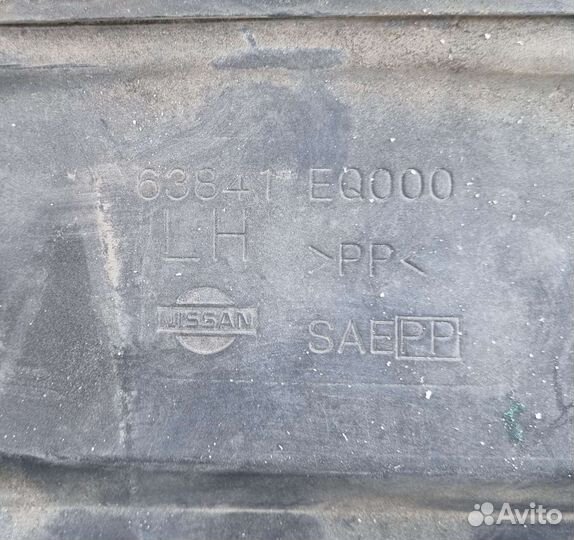 63841 EQ000
LH >PP<
NISSAN SAE PP
Avito